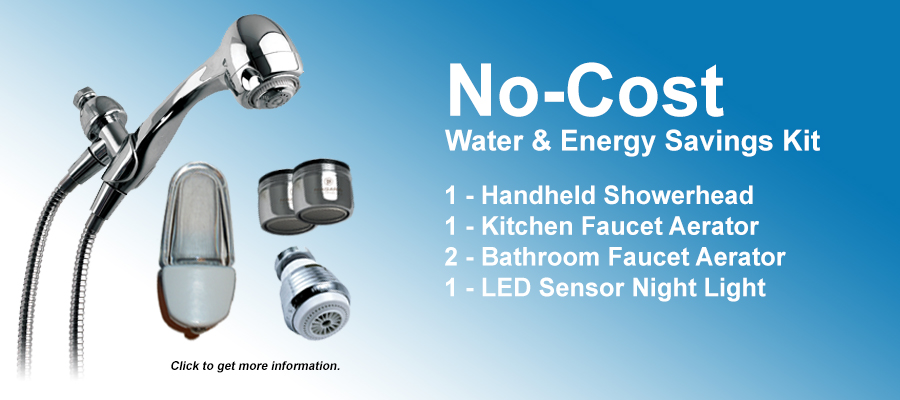 No-Cost
Water & Energy Savings Kit
1 - Handheld Showerhead
1 - Kitchen Faucet Aerator
2 - Bathroom Faucet Aerator
1 - LED Sensor Night Light
Click to get more information.